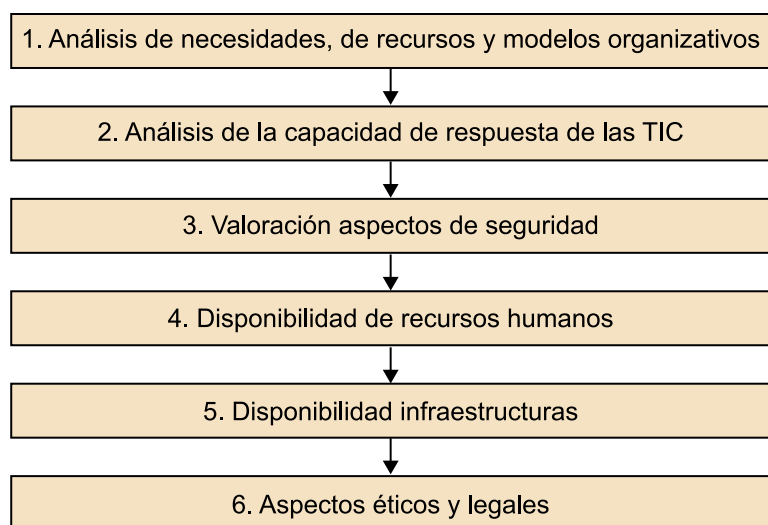 1. Análisis de necesidades, de recursos y modelos organizativos
2. Análisis de la capacidad de respuesta de las TIC
3. Valoración aspectos de seguridad
4. Disponibilidad de recursos humanos
5. Disponibilidad infraestructuras
6. Aspectos éticos y legales